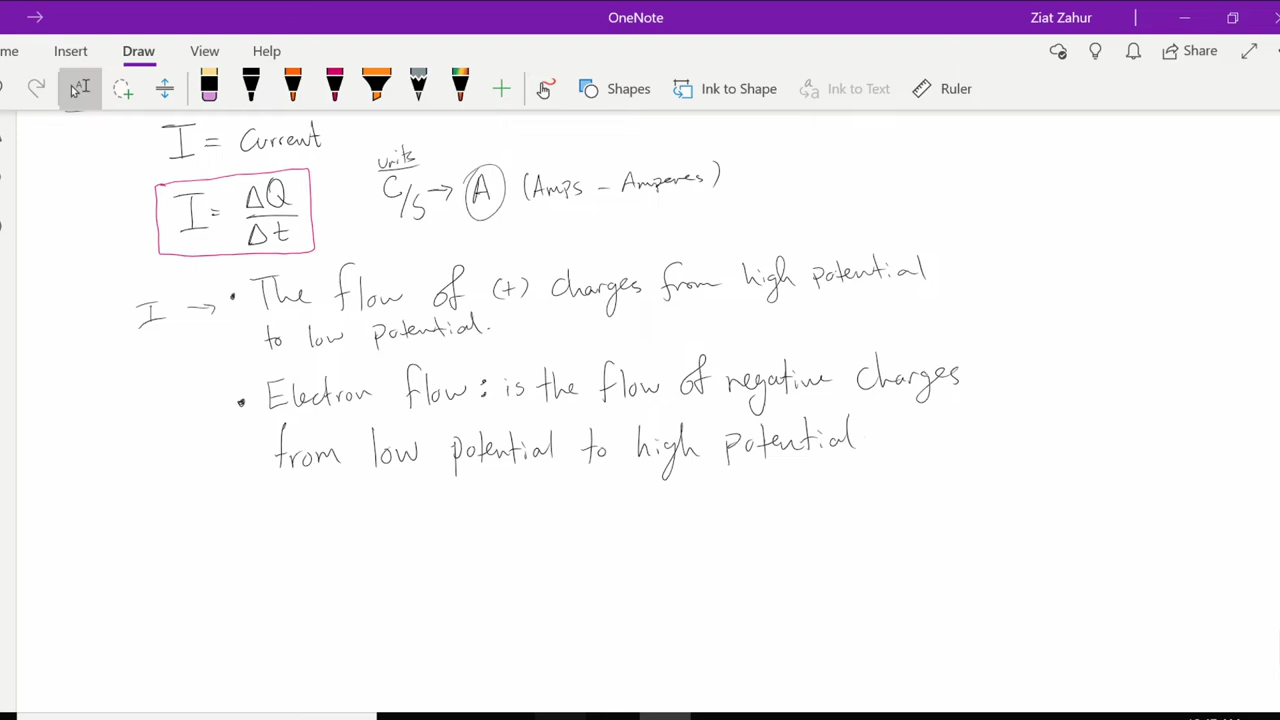 OneNote
Ziat Zahur
me Insert Draw View Help
Share
Shapes Ink to Shape Ink to Text Ruler
I = Current
units
I = ΔQ/Δt
C/s → A (Amps - Amperes)
I → • The flow of (+) charges from high potential
to low potential.
• Electron flow: is the flow of negative charges
from low potential to high potential